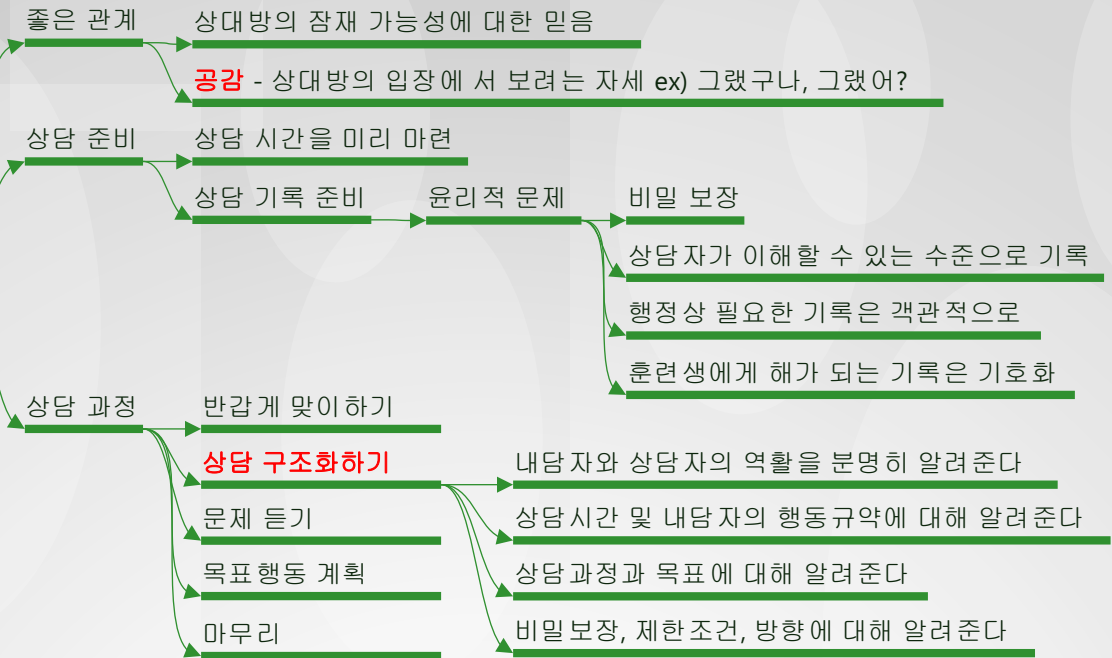 좋은 관계
상대방의 잠재 가능성에 대한 믿음
공감 - 상대방의 입장에 서 보려는 자세 ex) 그랬구나, 그랬어?
상담 준비
상담 시간을 미리 마련
상담 기록 준비
윤리적 문제
비밀 보장
상담자가 이해할 수 있는 수준으로 기록
행정상 필요한 기록은 객관적으로
훈련생에게 해가 되는 기록은 기호화
상담 과정
반갑게 맞이하기
상담 구조화하기
내담자와 상담자의 역활을 분명히 알려준다
상담시간 및 내담자의 행동규약에 대해 알려준다
상담과정과 목표에 대해 알려준다
비밀보장, 제한조건, 방향에 대해 알려준다
문제 듣기
목표행동 계획
마무리